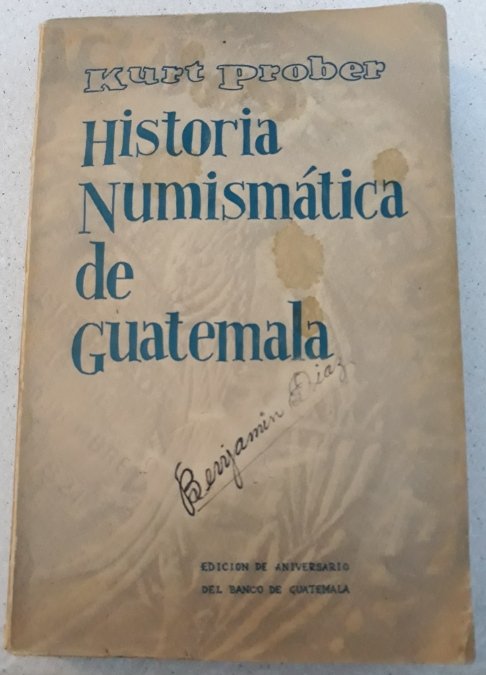 Kurt Prober
Historia
Numismática
de
Guatemala
Benjamin Diaz
EDICION DE ANIVERSARIO
DEL BANCO DE GUATEMALA